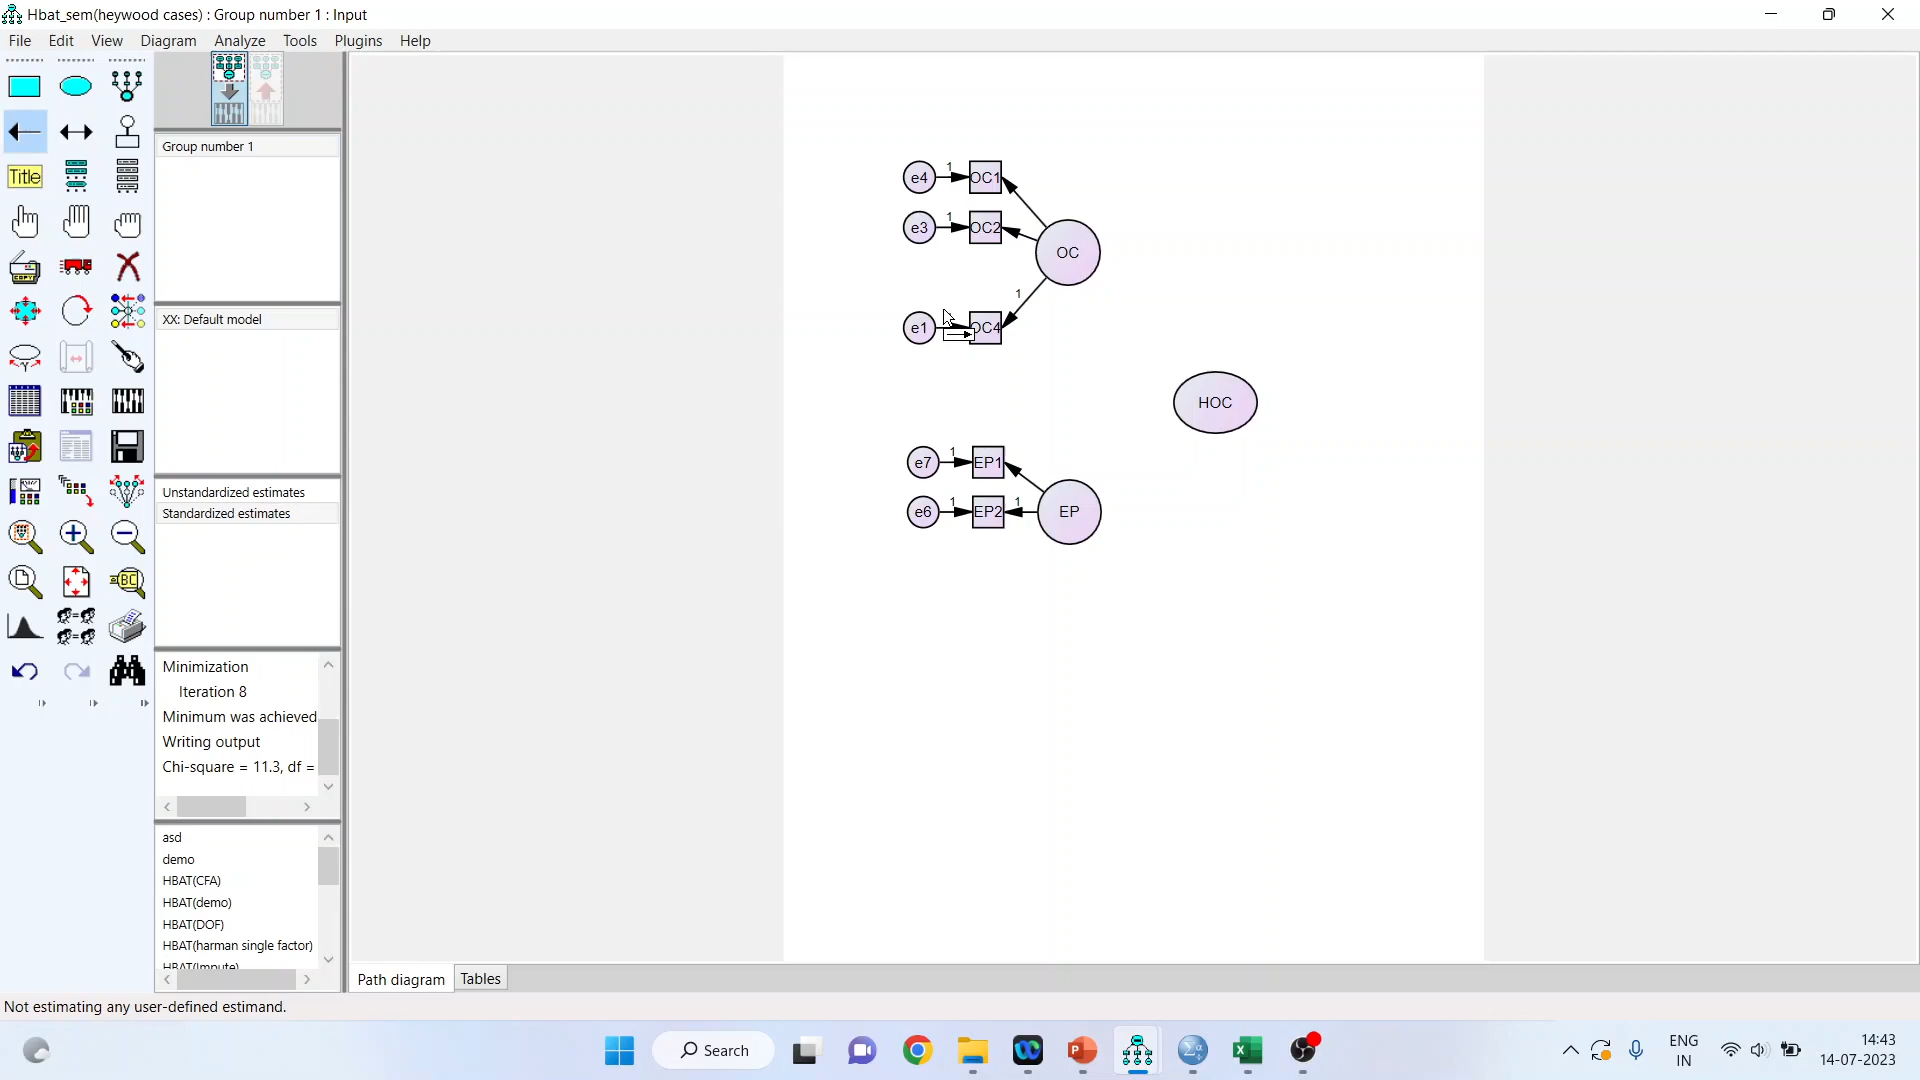 Hbat_sem(heywood cases) : Group number 1 : Input
File Edit View Diagram Analyze Tools Plugins Help
Title
Group number 1
XX: Default model
Unstandardized estimates
Standardized estimates
Minimization
Iteration 8
Minimum was achieved
Writing output
Chi-square = 11.3, df =
asd
demo
HBAT(CFA)
HBAT(demo)
HBAT(DOF)
HBAT(harman single factor)
HBAT(Impute)
e4 1 OC1
e3 1 OC2
OC
1
e1 OC4
HOC
e7 1 EP1
e6 1 EP2 1 EP
Path diagram Tables
Not estimating any user-defined estimand.
Search
ENG
IN
14:43
14-07-2023